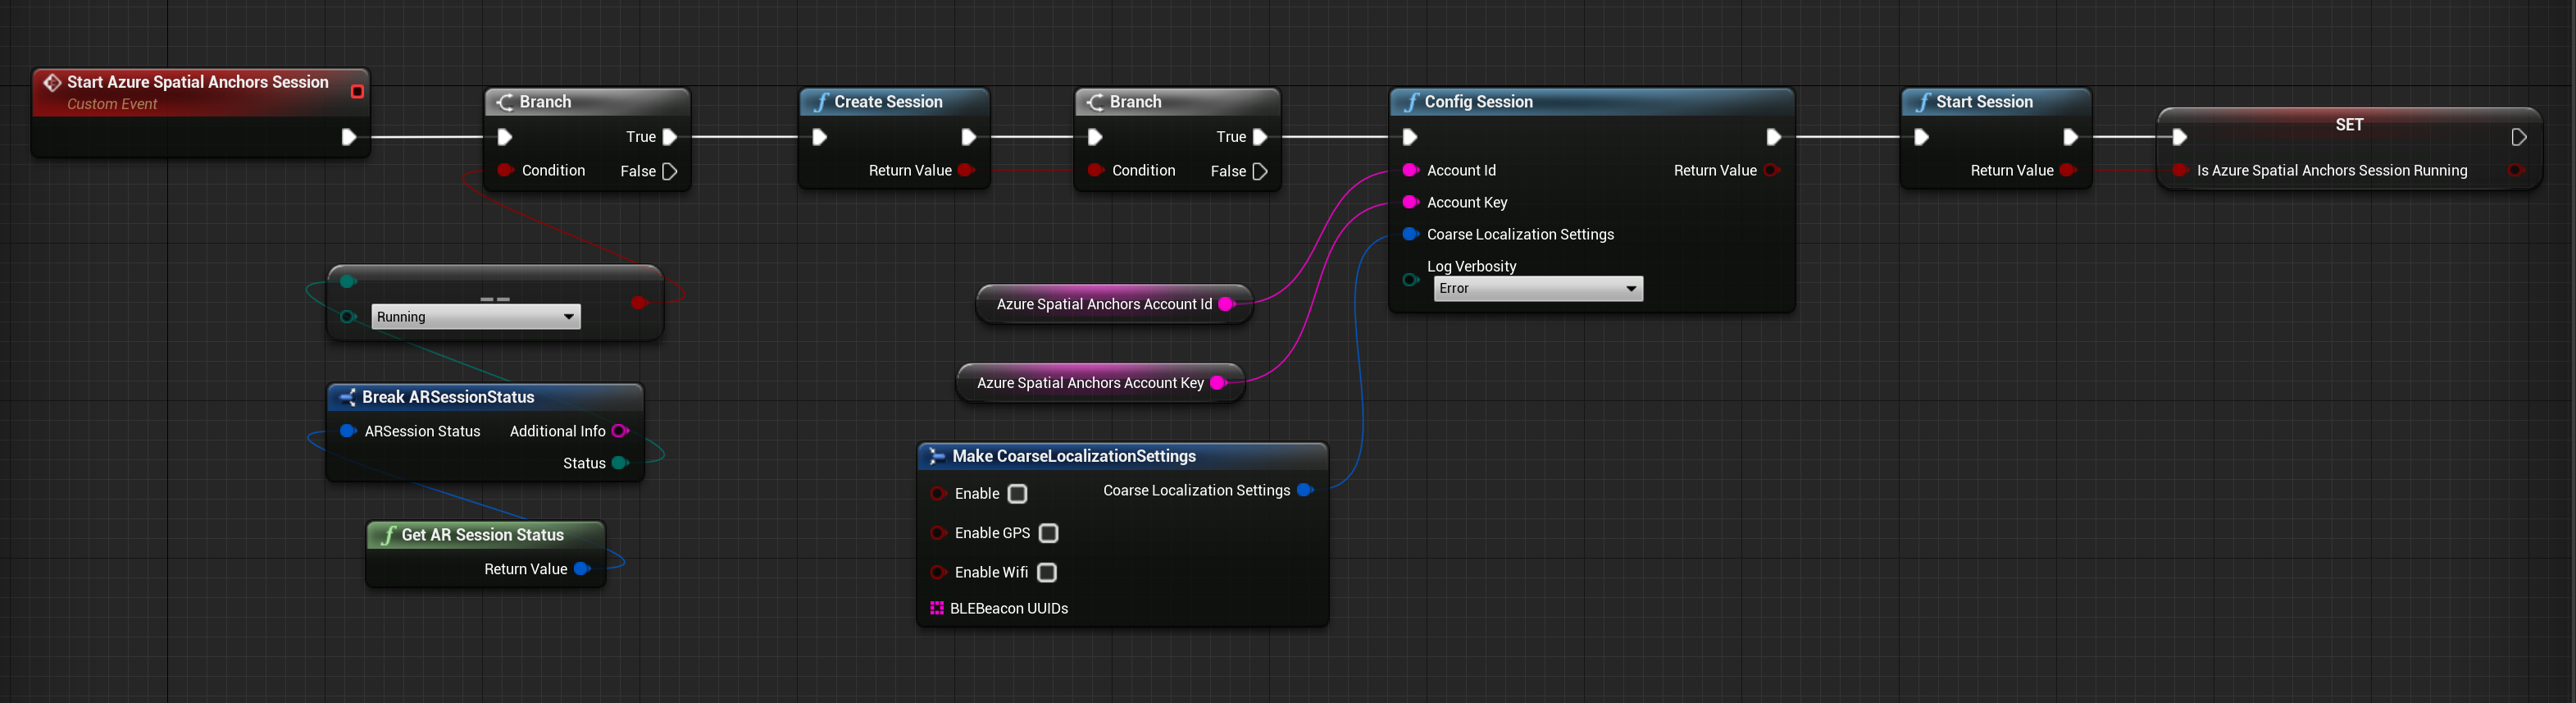 Start Azure Spatial Anchors Session
Custom Event
Branch
True
Condition
False
Create Session
Return Value
Branch
True
Condition
False
Config Session
Account Id
Return Value
Account Key
Coarse Localization Settings
Log Verbosity
Error
Start Session
Return Value
SET
Is Azure Spatial Anchors Session Running
==
Running
Break ARSessionStatus
ARSession Status
Additional Info
Status
Get AR Session Status
Return Value
Azure Spatial Anchors Account Id
Azure Spatial Anchors Account Key
Make CoarseLocalizationSettings
Enable
Coarse Localization Settings
Enable GPS
Enable Wifi
BLEBeacon UUIDs